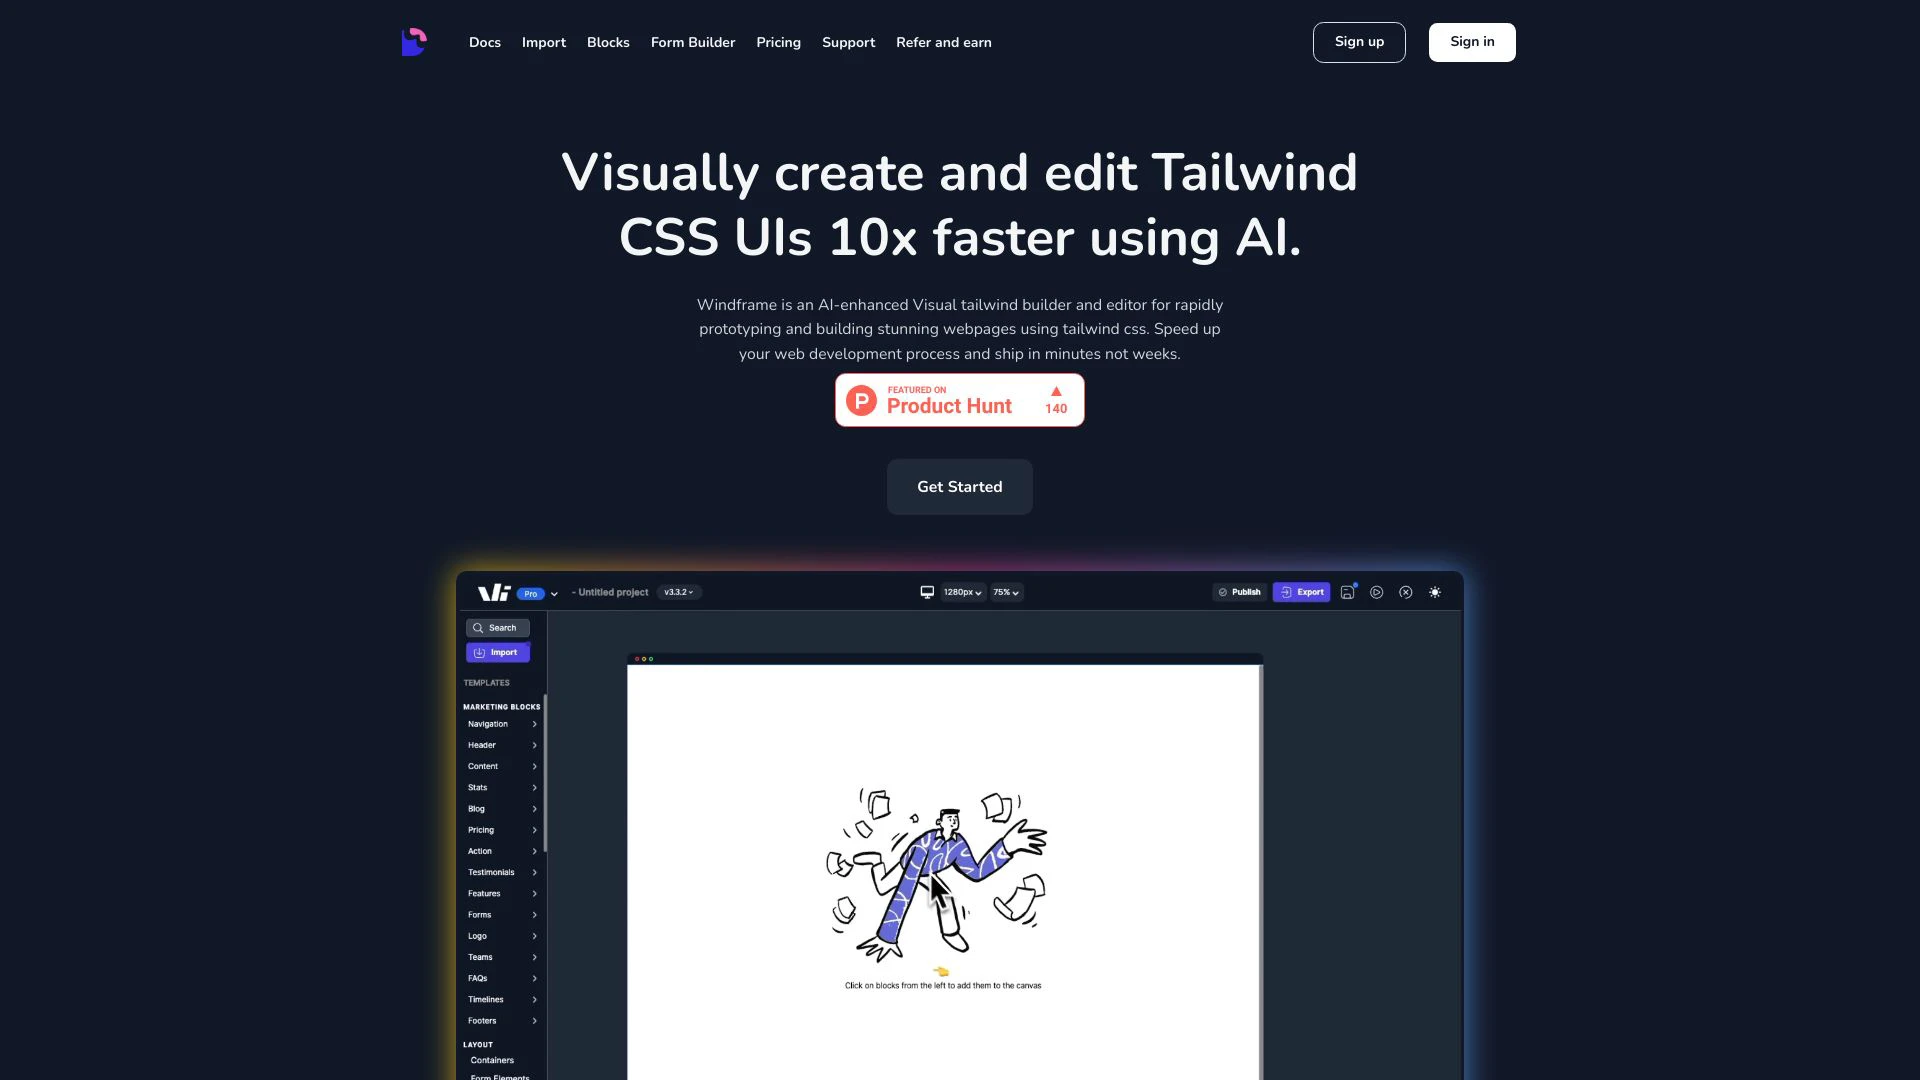 Docs Import Blocks Form Builder Pricing Support Refer and earn Sign up Sign in
Visually create and edit Tailwind
CSS UIs 10x faster using AI.
Windframe is an AI-enhanced Visual tailwind builder and editor for rapidly
prototyping and building stunning webpages using tailwind css. Speed up
your web development process and ship in minutes not weeks.
P FEATURED ON
Product Hunt
▲
140
Get Started
Pro - Untitled project v3.3.2 1280px 75% Publish Export
Search
Import
TEMPLATES
MARKETING BLOCKS
Navigation
Header
Content
Stats
Blog
Pricing
Action
Testimonials
Features
Forms
Logo
Teams
FAQs
Timelines
Footers
LAYOUT
Containers
Form Elements
Click on blocks from the left to add them to the canvas